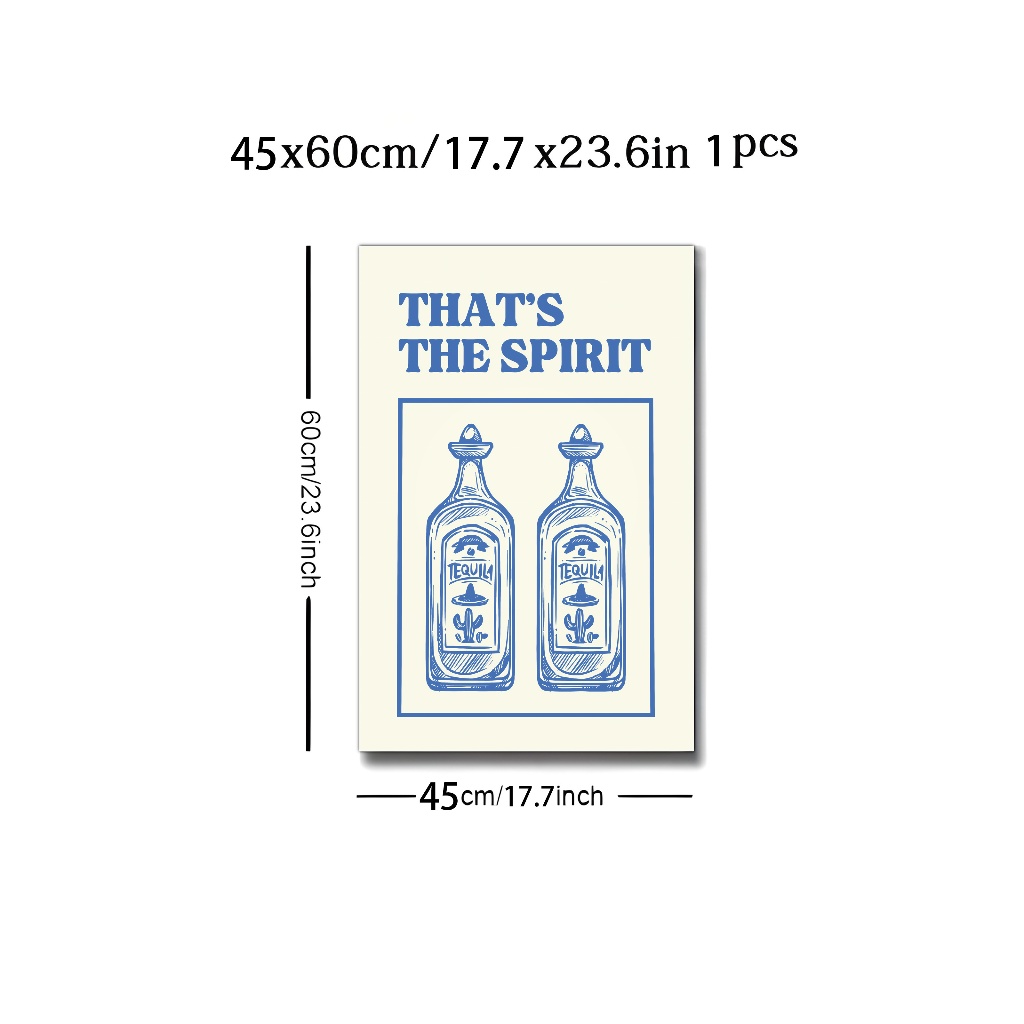 45x60cm/17.7 x23.6in 1pcs
THAT'S
THE SPIRIT
60cm/23.6inch
TEQUILA
TEQUILA
45cm/17.7inch